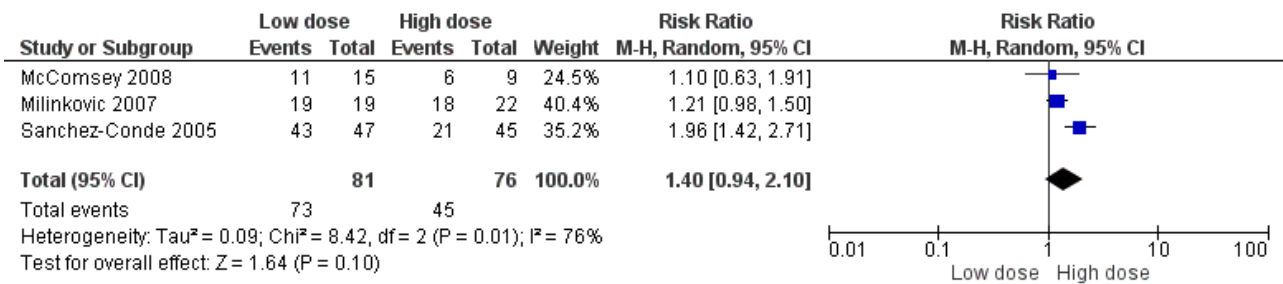 Low dose High dose Risk Ratio Risk Ratio
Study or Subgroup Events Total Events Total Weight M-H, Random, 95% CI M-H, Random, 95% CI
McComsey 2008 11 15 6 9 24.5% 1.10 [0.63, 1.91]
Milinkovic 2007 19 19 18 22 40.4% 1.21 [0.98, 1.50]
Sanchez-Conde 2005 43 47 21 45 35.2% 1.96 [1.42, 2.71]
Total (95% CI) 81 76 100.0% 1.40 [0.94, 2.10]
Total events 73 45
Heterogeneity: Tau² = 0.09; Chi² = 8.42, df = 2 (P = 0.01); I² = 76%
Test for overall effect: Z = 1.64 (P = 0.10)
0.01 0.1 1 10 100
Low dose High dose